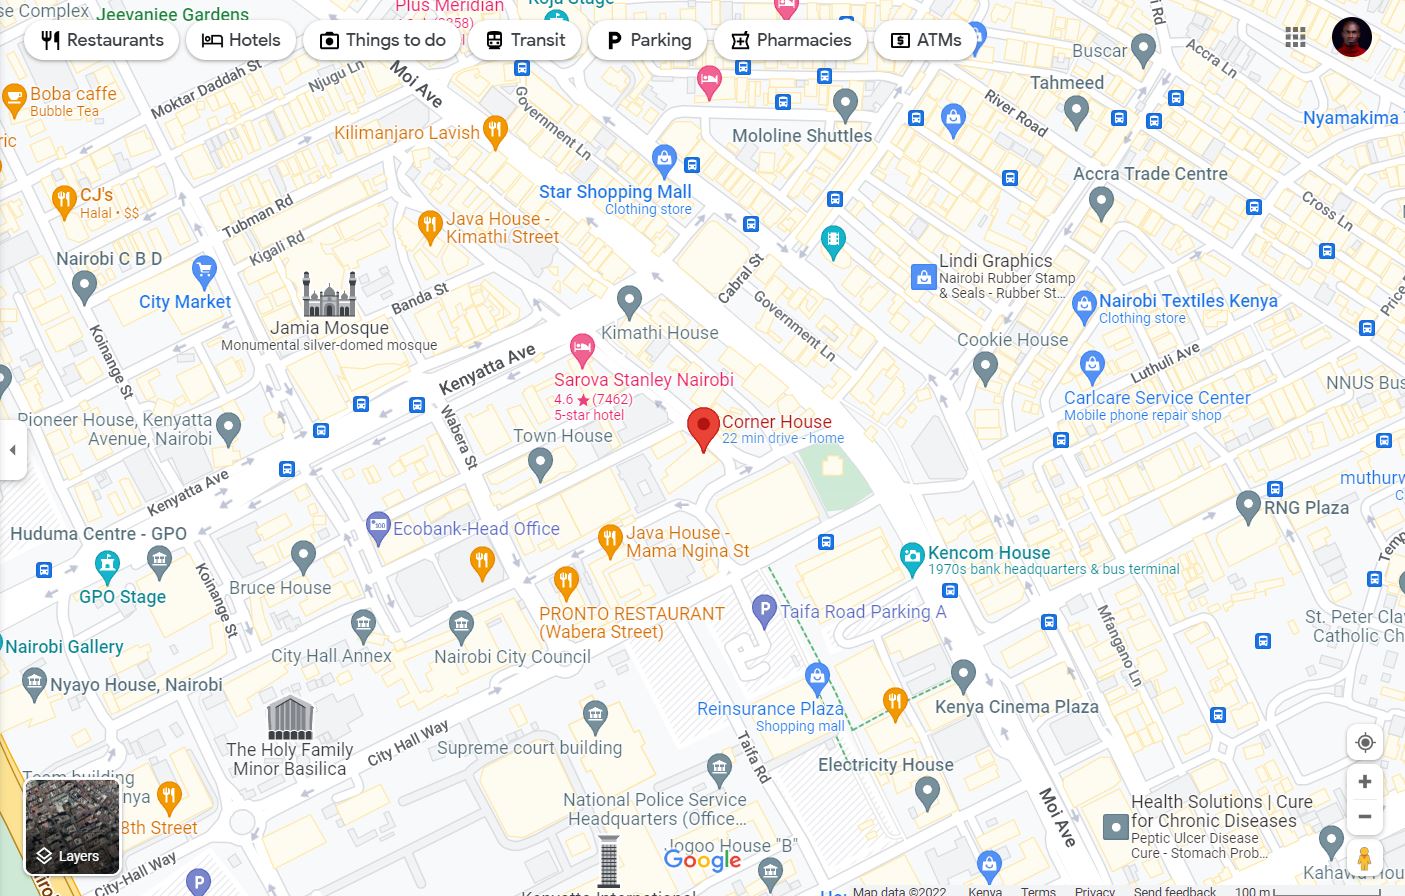 se Complex
Jeevanjee Gardens
Plus Meridian
Koja Stage
Restaurants
Hotels
Things to do
Transit
Parking
Pharmacies
ATMs
Buscar
Accra Ln
Tahmeed
River Road
Moi Ave
Njugu Ln
Moktar Daddah St
Boba caffe
Bubble Tea
Government Ln
Kilimanjaro Lavish
Mololine Shuttles
Nyamakima
ric
Star Shopping Mall
Clothing store
Accra Trade Centre
CJ's
Halal • $$
Tubman Rd
Java House -
Kimathi Street
Cross Ln
Kigali Rd
Nairobi C B D
City Market
Cabral St
Lindi Graphics
Nairobi Rubber Stamp
& Seals - Rubber St...
Banda St
Government Ln
Nairobi Textiles Kenya
Clothing store
Jamia Mosque
Monumental silver-domed mosque
Kimathi House
Cookie House
Koinange St
Kenyatta Ave
Luthuli Ave
Sarova Stanley Nairobi
4.6 ★ (7462)
5-star hotel
Carlcare Service Center
Mobile phone repair shop
NNUS Bus
Pioneer House, Kenyatta
Avenue, Nairobi
Wabera St
Town House
Corner House
22 min drive - home
Kenyatta Ave
muthurw
RNG Plaza
Huduma Centre - GPO
Ecobank-Head Office
Java House -
Mama Ngina St
Kencom House
1970s bank headquarters & bus terminal
GPO Stage
Bruce House
Koinange St
PRONTO RESTAURANT
(Wabera Street)
Taifa Road Parking A
Mfangano Ln
St. Peter Cla
Catholic Ch
Nairobi Gallery
City Hall Annex
Nairobi City Council
Nyayo House, Nairobi
Reinsurance Plaza
Shopping mall
Kenya Cinema Plaza
The Holy Family
Minor Basilica
City Hall Way
Supreme court building
Taifa Rd
Electricity House
Team building
nya
8th Street
National Police Service
Headquarters (Office...
Moi Ave
Health Solutions | Cure
for Chronic Diseases
Peptic Ulcer Disease
Cure - Stomach Prob...
Layers
City-Hall Way
Jogoo House "B"
Google
Kahawa Hou
Map data ©2022
Kenya
Terms
Privacy
Send feedback
100 m